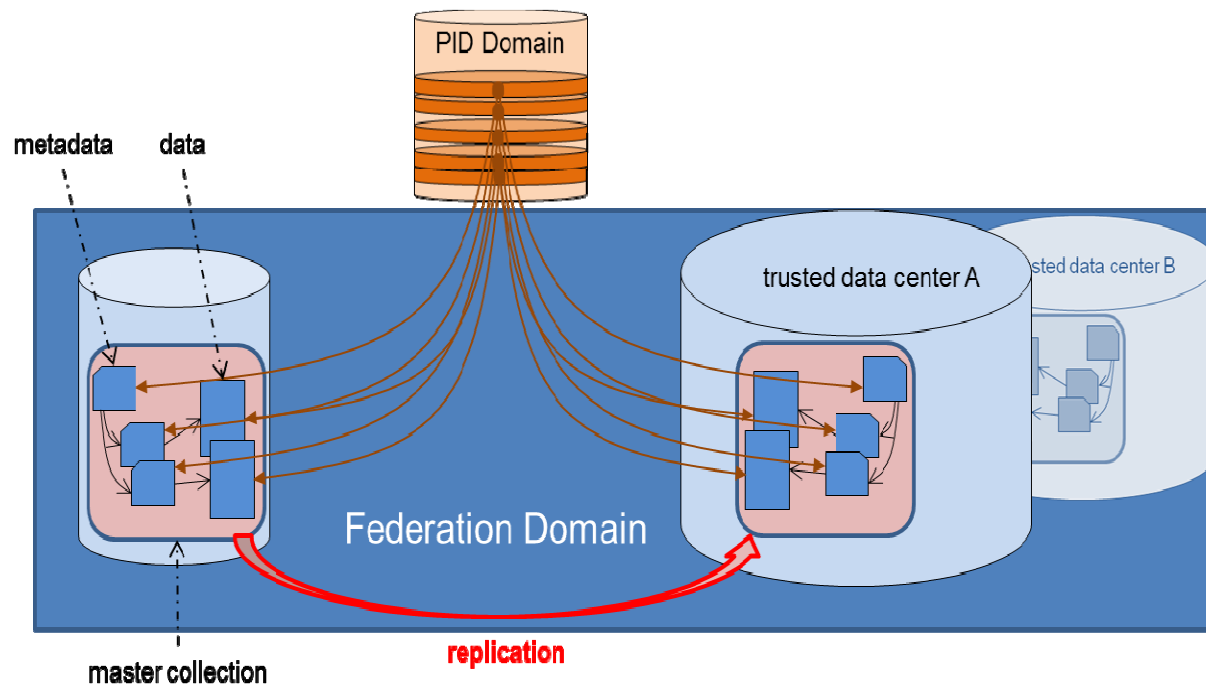 PID Domain
metadata
data
trusted data center A
sted data center B
Federation Domain
replication
master collection